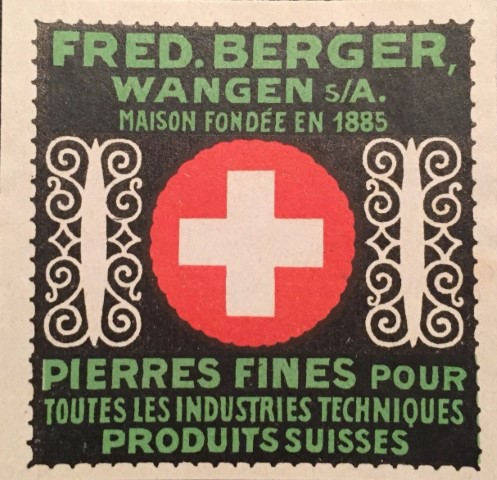 FRED. BERGER,
WANGEN S/A.
MAISON FONDÉE EN 1885
PIERRES FINES POUR
TOUTES LES INDUSTRIES TECHNIQUES
PRODUITS SUISSES